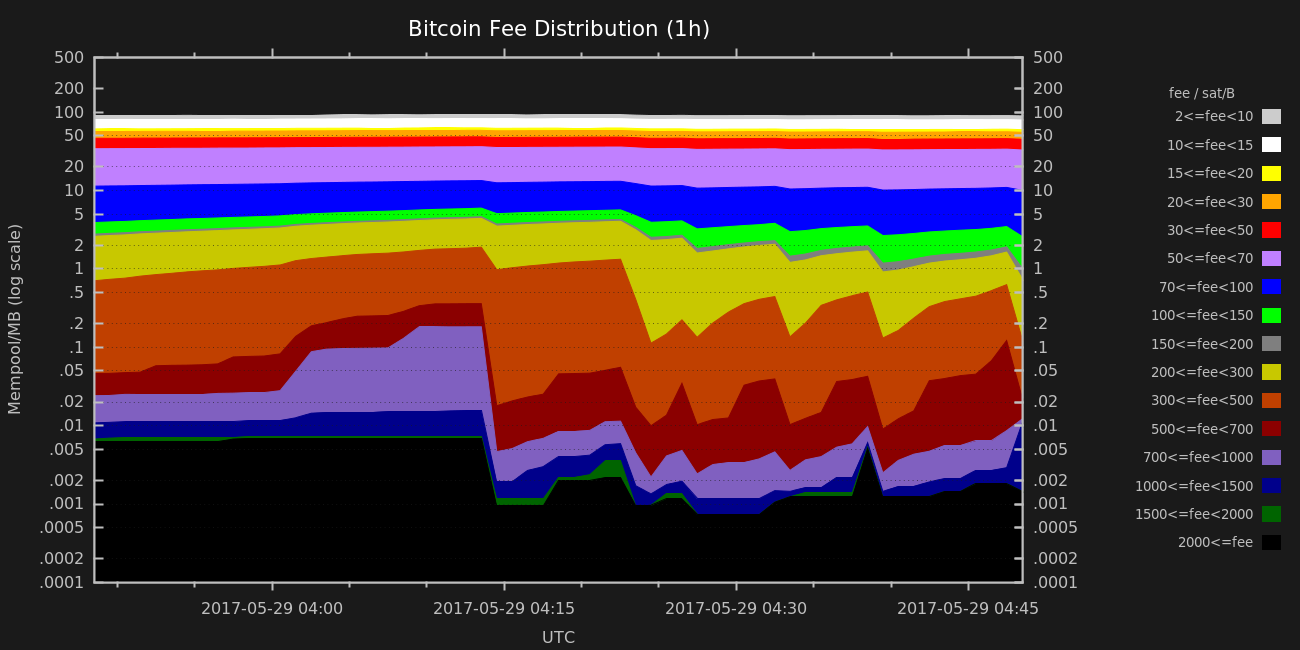 Bitcoin Fee Distribution (1h)
500 500
200 200
100 100
50 50
20 20
10 10
5 5
2 2
1 1
.5 .5
.2 .2
.1 .1
.05 .05
.02 .02
.01 .01
.005 .005
.002 .002
.001 .001
.0005 .0005
.0002 .0002
.0001 .0001
Mempool/MB (log scale)
2017-05-29 04:00 2017-05-29 04:15 2017-05-29 04:30 2017-05-29 04:45
UTC
fee / sat/B
2<=fee<10
10<=fee<15
15<=fee<20
20<=fee<30
30<=fee<50
50<=fee<70
70<=fee<100
100<=fee<150
150<=fee<200
200<=fee<300
300<=fee<500
500<=fee<700
700<=fee<1000
1000<=fee<1500
1500<=fee<2000
2000<=fee